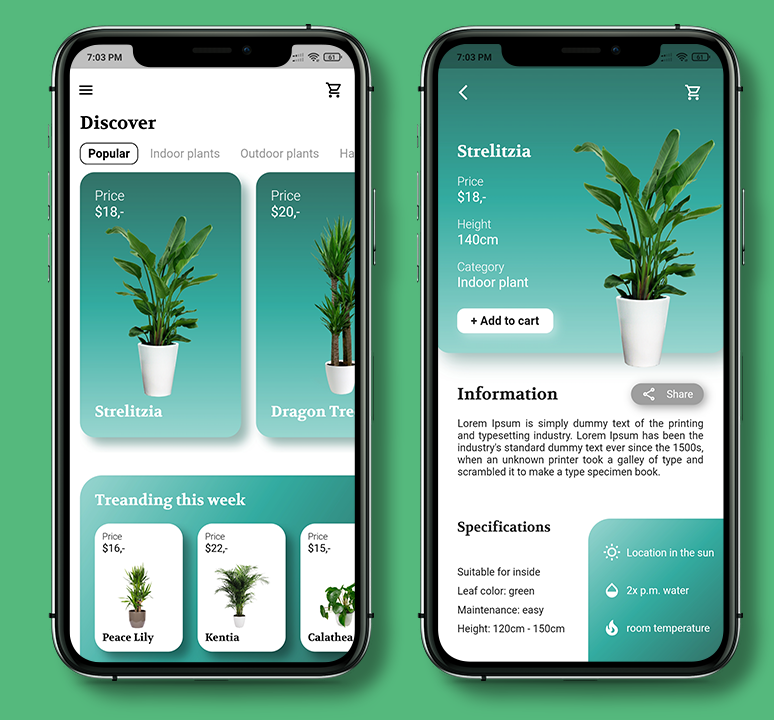 7:03 PM
61
Discover
Popular
Indoor plants
Outdoor plants
Ha
Price
$18,-
Strelitzia
Price
$20,-
Dragon Tre
Treanding this week
Price
$16,-
Peace Lily
Price
$22,-
Kentia
Price
$15,-
Calathea
7:03 PM
61
Strelitzia
Price
$18,-
Height
140cm
Category
Indoor plant
+ Add to cart
Information
Share
Lorem Ipsum is simply dummy text of the printing
and typesetting industry. Lorem Ipsum has been the
industry's standard dummy text ever since the 1500s,
when an unknown printer took a galley of type and
scrambled it to make a type specimen book.
Specifications
Suitable for inside
Leaf color: green
Maintenance: easy
Height: 120cm - 150cm
Location in the sun
2x p.m. water
room temperature